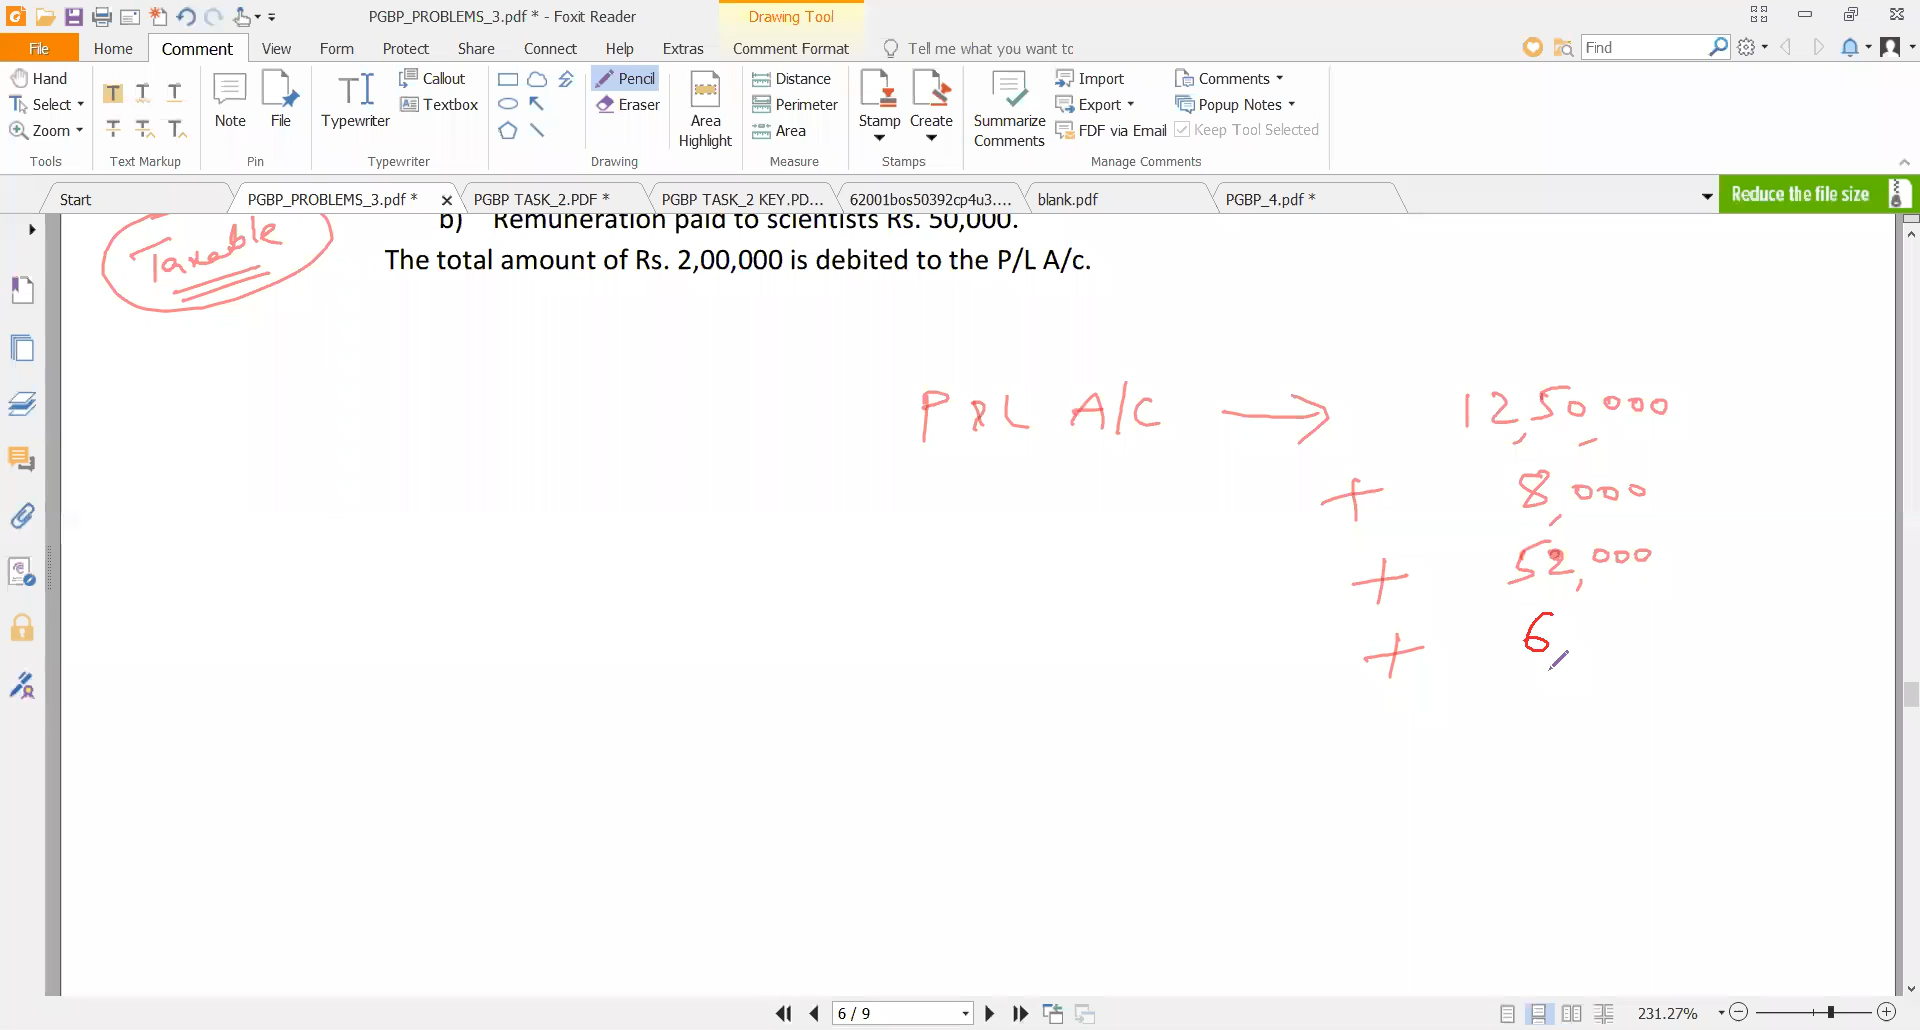 PGBP_PROBLEMS_3.pdf * - Foxit Reader
Drawing Tool
File Home Comment View Form Protect Share Connect Help Extras Comment Format Tell me what you want to Find
Hand
Select
Zoom
Tools
Text Markup
Note File
Pin
Typewriter
Callout
Textbox
Typewriter
Pencil
Eraser
Drawing
Area Highlight
Distance
Perimeter
Area
Measure
Stamp Create
Stamps
Summarize Comments
Import
Export
FDF via Email
Comments
Popup Notes
Keep Tool Selected
Manage Comments
Start PGBP_PROBLEMS_3.pdf * PGBP TASK_2.PDF * PGBP TASK_2 KEY.PD... 62001bos50392cp4u3.... blank.pdf PGBP_4.pdf * Reduce the file size
b) Remuneration paid to scientists Rs. 50,000.
Taxable
The total amount of Rs. 2,00,000 is debited to the P/L A/c.
P & L A/C → 12,50,000
+ 8,000
+ 52,000
+ 6
6 / 9
231.27%